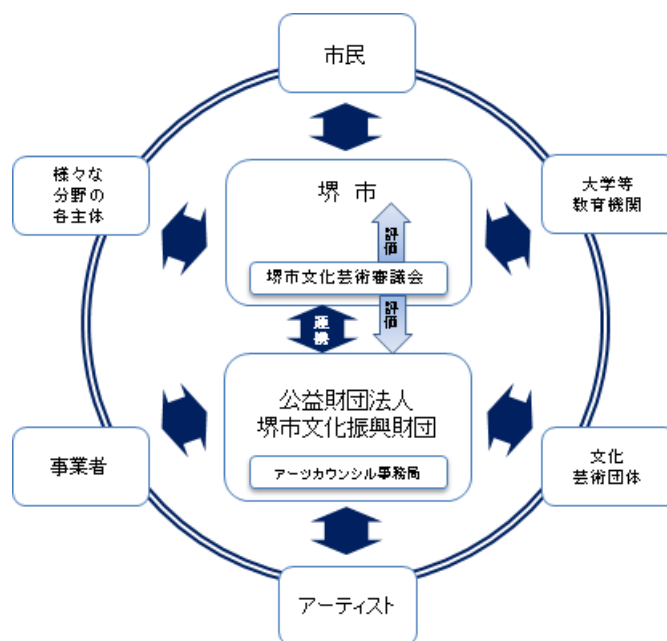 市民
様々な
分野の
各主体
大学等
教育機関
堺 市
評価
堺市文化芸術審議会
連携
評価
公益財団法人
堺市文化振興財団
アーツカウンシル事務局
事業者
文化
芸術団体
アーティスト